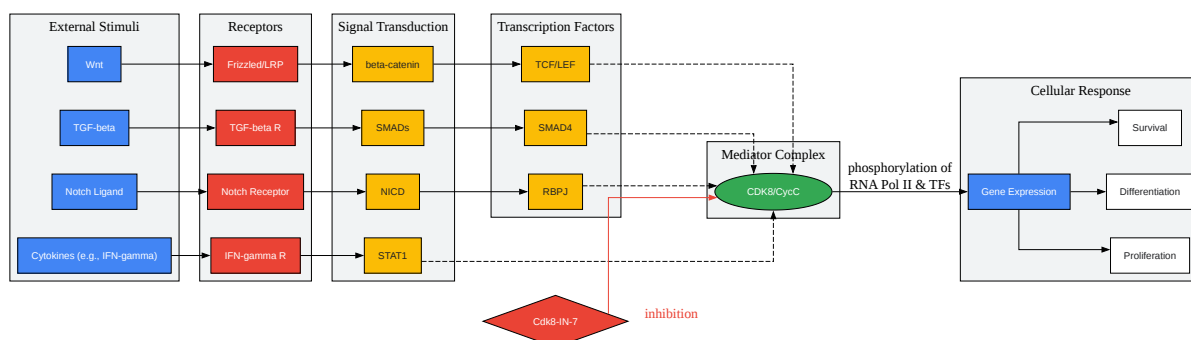 External Stimuli
Receptors
Signal Transduction
Transcription Factors
Wnt
Frizzled/LRP
beta-catenin
TCF/LEF
TGF-beta
TGF-beta R
SMADs
SMAD4
Notch Ligand
Notch Receptor
NICD
RBPJ
Cytokines (e.g., IFN-gamma)
IFN-gamma R
STAT1
Mediator Complex
CDK8/CycC
phosphorylation of
RNA Pol II & TFs
Cellular Response
Gene Expression
Survival
Differentiation
Proliferation
Cdk8-IN-7
inhibition